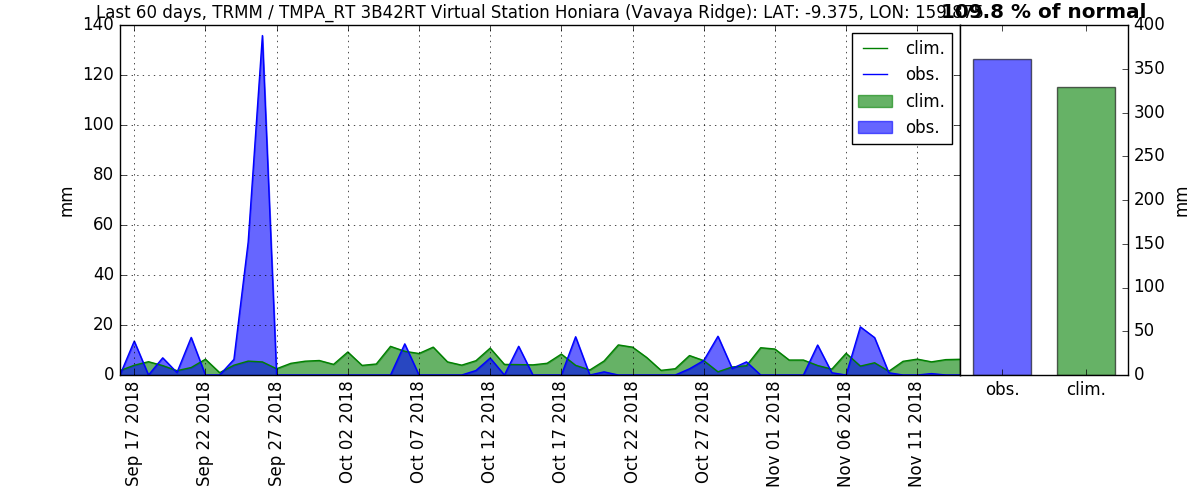 Last 60 days, TRMM / TMPA_RT 3B42RT Virtual Station Honiara (Vavaya Ridge): LAT: -9.375, LON: 159.875
109.8 % of normal
140
120
100
80
60
40
20
0
mm
clim.
obs.
clim.
obs.
400
350
300
250
200
150
100
50
0
mm
Sep 17 2018
Sep 22 2018
Sep 27 2018
Oct 02 2018
Oct 07 2018
Oct 12 2018
Oct 17 2018
Oct 22 2018
Oct 27 2018
Nov 01 2018
Nov 06 2018
Nov 11 2018
obs.
clim.